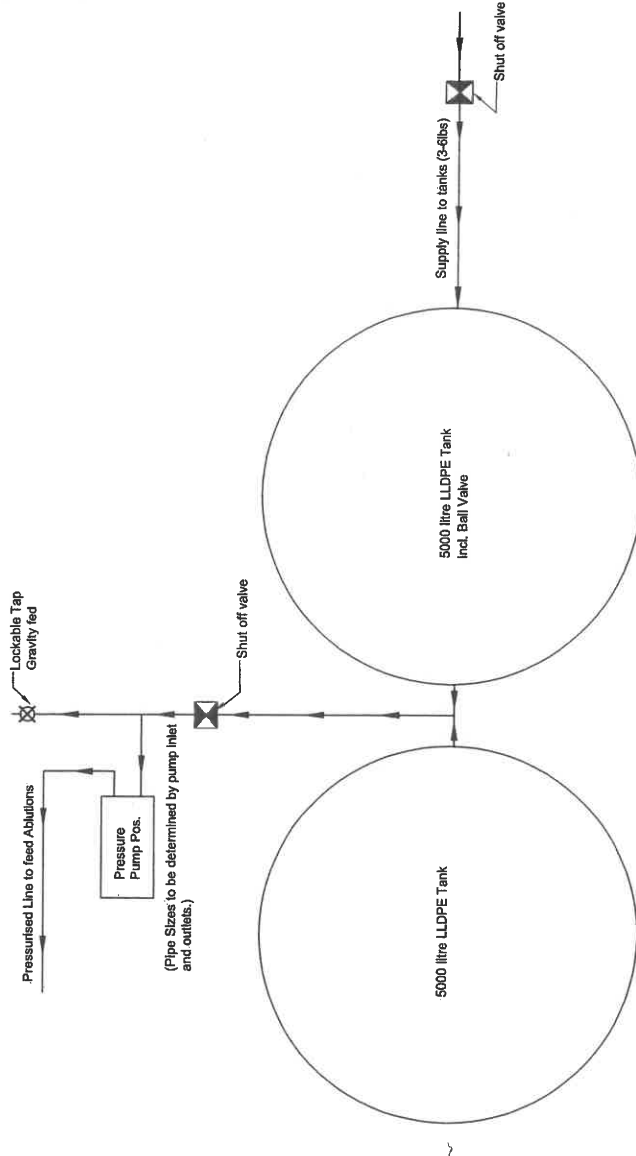 Lockable Tap
Gravity fed
Pressurised Line to feed Ablutions
Pressure
Pump Pos.
(Pipe Sizes to be determined by pump inlet
and outlets.)
Shut off valve
Shut off valve
Supply line to tanks (3-6lbs)
5000 litre LLDPE Tank
5000 litre LLDPE Tank
Incl. Ball Valve